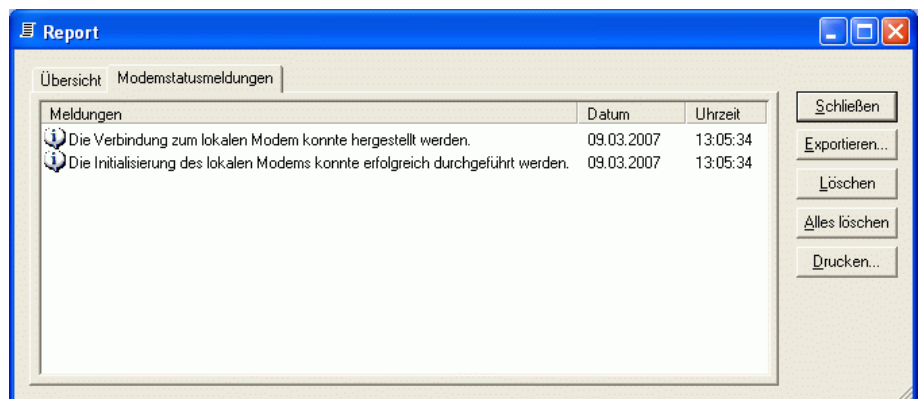 Report
Übersicht Modemstatusmeldungen
Meldungen Datum Uhrzeit
Die Verbindung zum lokalen Modem konnte hergestellt werden. 09.03.2007 13:05:34
Die Initialisierung des lokalen Modems konnte erfolgreich durchgeführt werden. 09.03.2007 13:05:34
Schließen
Exportieren...
Löschen
Alles löschen
Drucken...